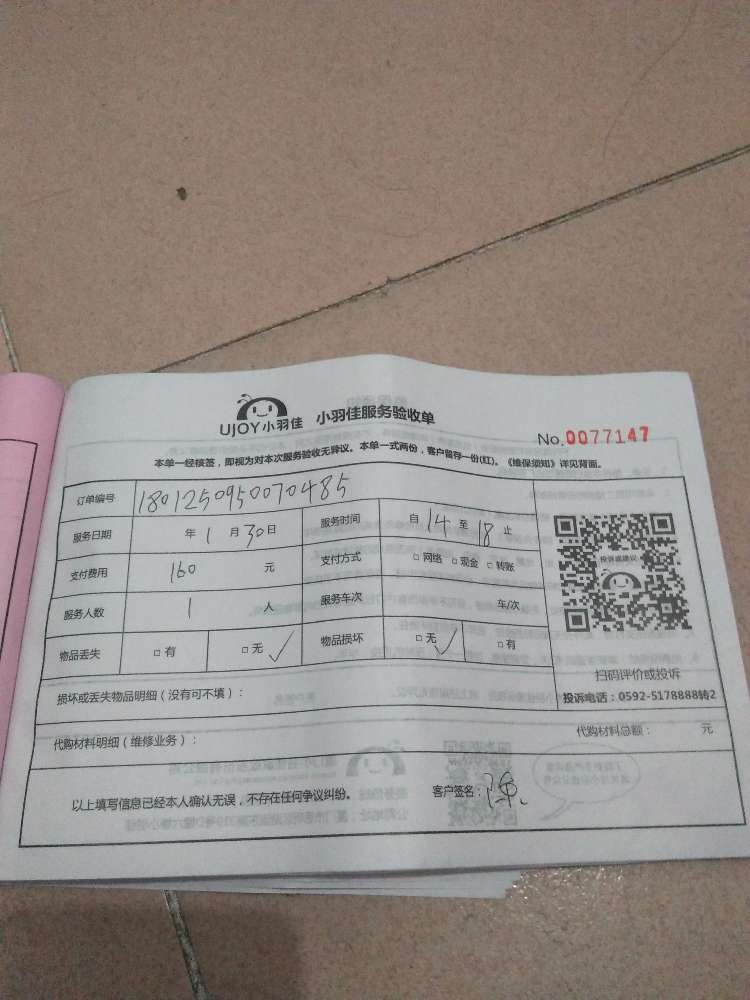 UJOY小羽佳 小羽佳服务验收单
No.0077147
本单一经核签，即视为对本次服务验收无异议。本单一式两份，客户留存一份(红)。《维保须知》详见背面。
订单编号 180125095007 0485
服务日期 年 1 月 30 日 服务时间 自 14 至 18 止
支付费用 160 元 支付方式 □ 网络 □ 现金 □ 转账
服务人数 1 人 服务车次 车/次
物品丢失 □ 有 □ 无 ✓ 物品损坏 □ 无 ✓ □ 有
投诉或建议
扫码评价或投诉
投诉电话：0592-5178888转2
损坏或丢失物品明细（没有可不填）：
代购材料明细（维修业务）： 代购材料总额： 元
以上填写信息已经本人确认无误，不存在任何争议纠纷。 客户签名：